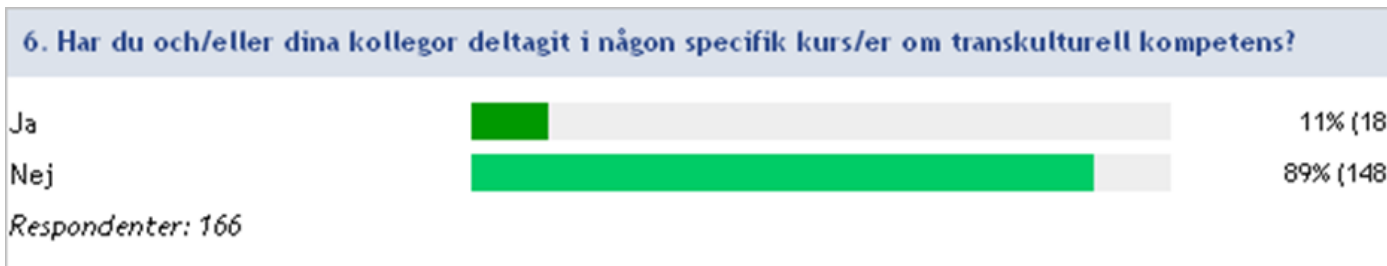 6. Har du och/eller dina kollegor deltagit i någon specifik kurs/er om transkulturell kompetens?
Ja 11% (18
Nej 89% (148
Respondenter: 166